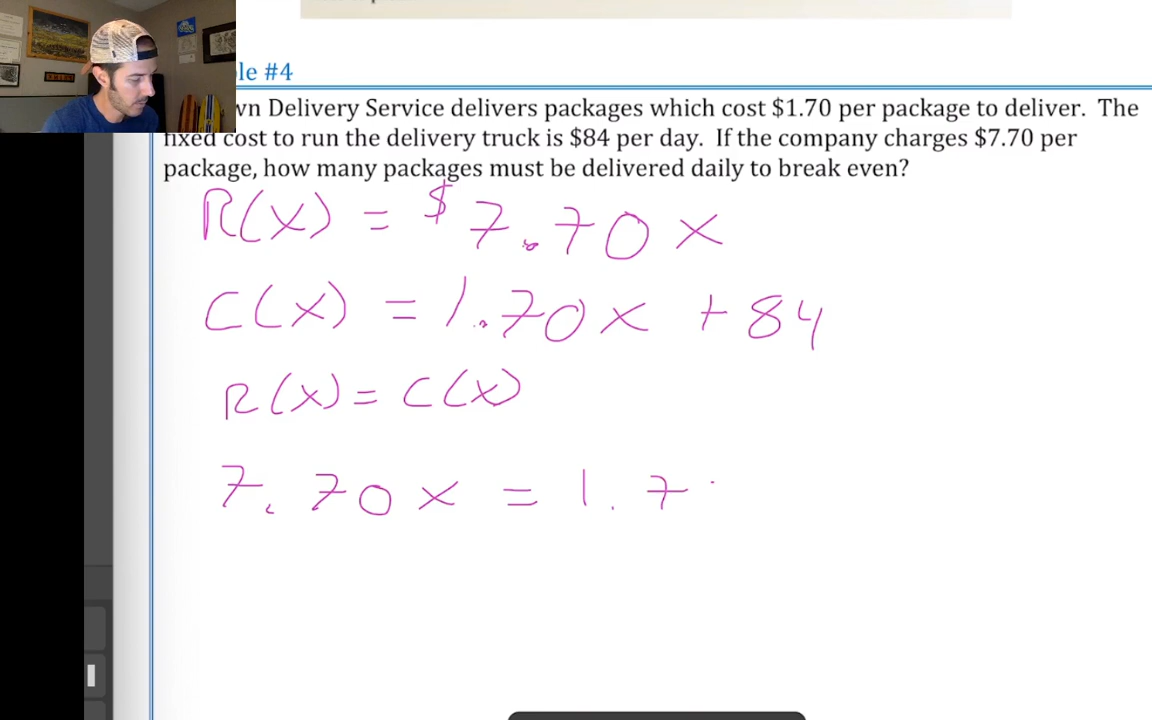 le #4
wn Delivery Service delivers packages which cost $1.70 per package to deliver. The
fixed cost to run the delivery truck is $84 per day. If the company charges $7.70 per
package, how many packages must be delivered daily to break even?
R(x) = $7.70x
C(x) = 1.70x + 84
R(x) = C(x)
7.70x = 1.7